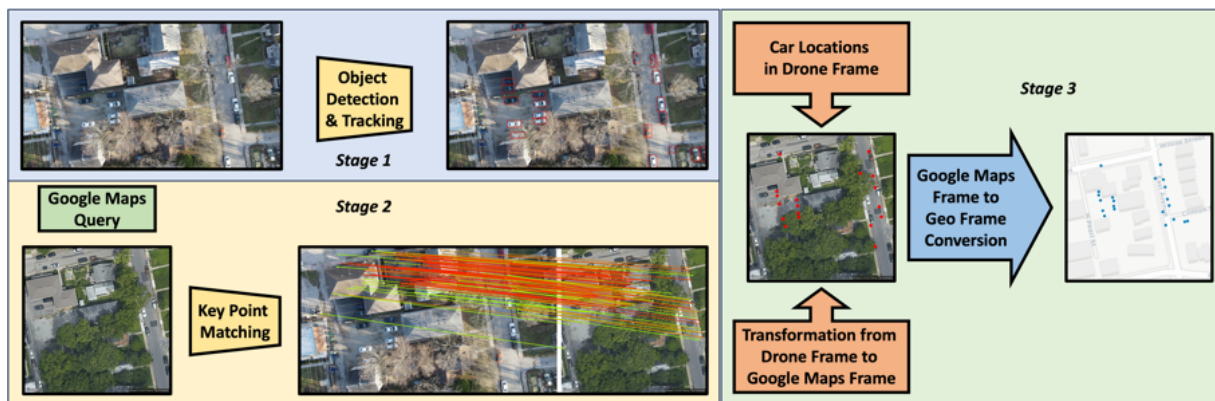 Object
Detection
& Tracking
Stage 1
Google Maps
Query
Stage 2
Key Point
Matching
Car Locations
in Drone Frame
Stage 3
Google Maps
Frame to
Geo Frame
Conversion
Transformation from
Drone Frame to
Google Maps Frame